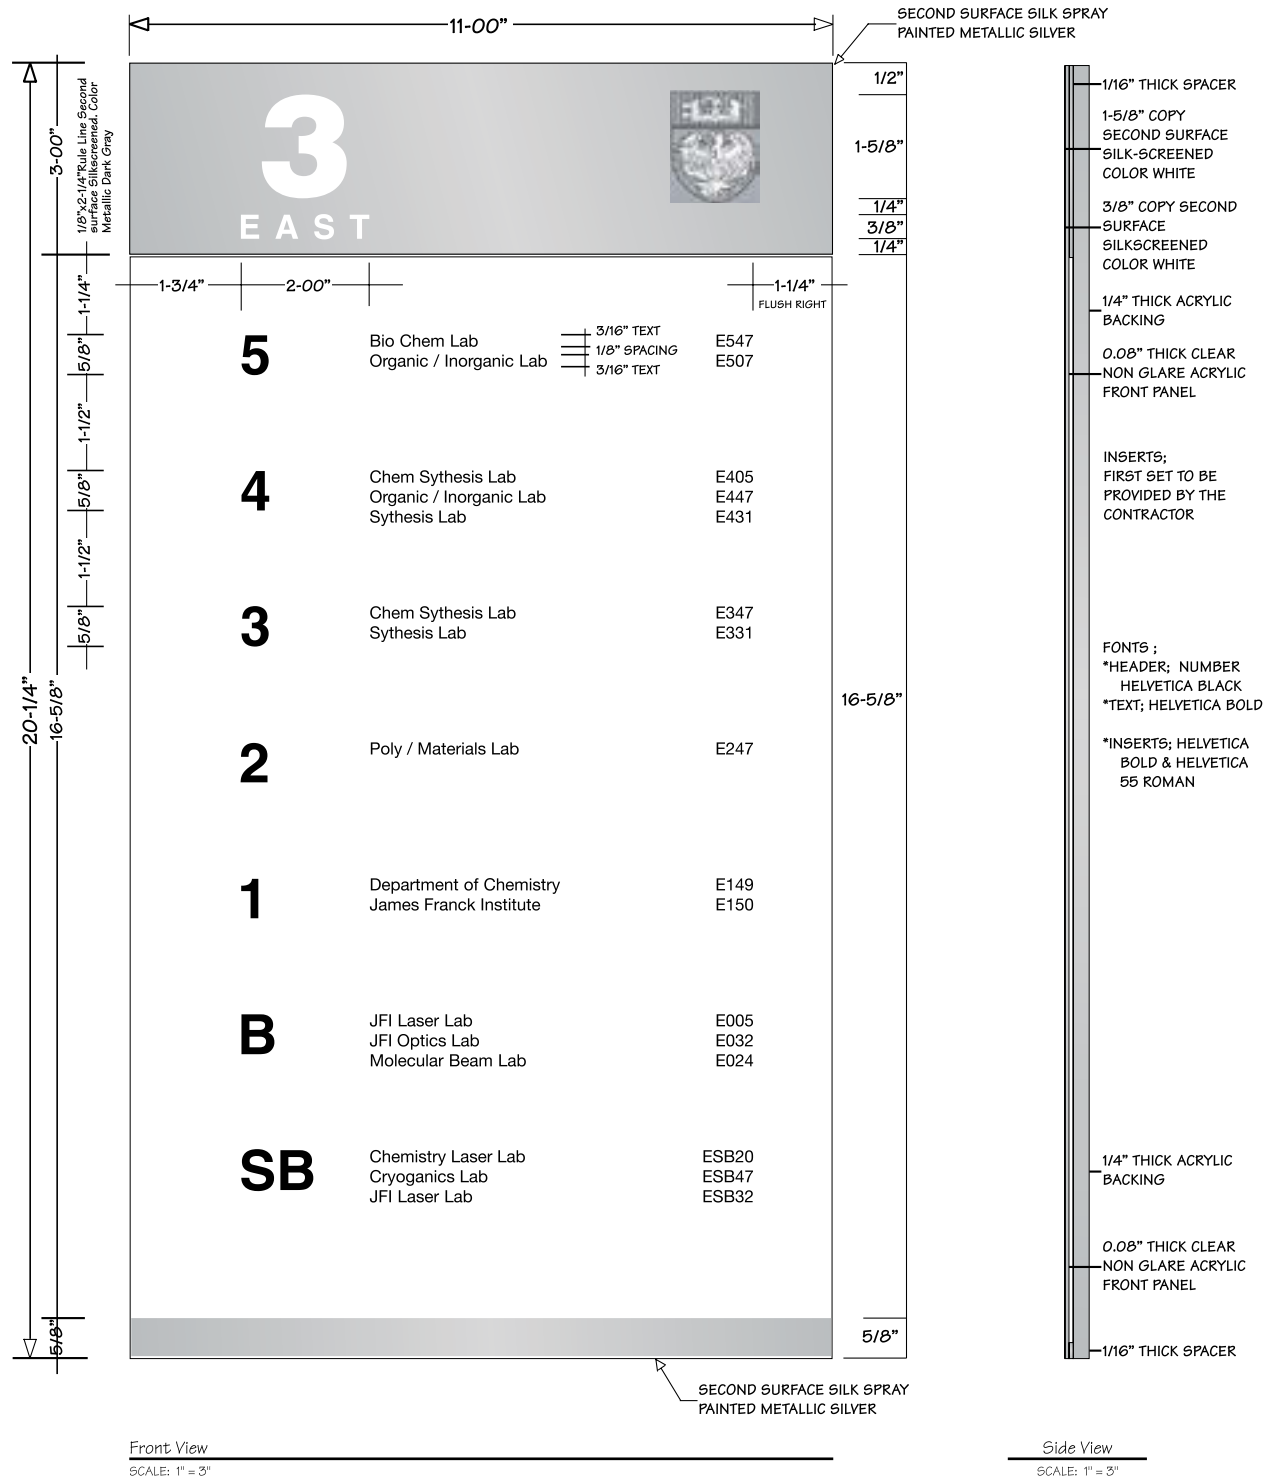 11-00"
SECOND SURFACE SILK SPRAY
PAINTED METALLIC SILVER
3
EAST
1/8"x2-1/4"Rule Line Second
surface Silkscreened. Color
Metallic Dark Gray
3-00"
20-1/4"
16-5/8"
5/8"
1-1/4"
5/8"
1-1/2"
5/8"
1-1/2"
5/8"
1/2"
1-5/8"
1/4"
3/8"
1/4"
16-5/8"
5/8"
1-3/4"
2-00"
1-1/4"
FLUSH RIGHT
5
Bio Chem Lab E547
Organic / Inorganic Lab E507
3/16" TEXT
1/8" SPACING
3/16" TEXT
4
Chem Sythesis Lab E405
Organic / Inorganic Lab E447
Sythesis Lab E431
3
Chem Sythesis Lab E347
Sythesis Lab E331
2
Poly / Materials Lab E247
1
Department of Chemistry E149
James Franck Institute E150
B
JFI Laser Lab E005
JFI Optics Lab E032
Molecular Beam Lab E024
SB
Chemistry Laser Lab ESB20
Cryoganics Lab ESB47
JFI Laser Lab ESB32
SECOND SURFACE SILK SPRAY
PAINTED METALLIC SILVER
Front View
SCALE: 1" = 3"
1/16" THICK SPACER
1-5/8" COPY
SECOND SURFACE
SILK-SCREENED
COLOR WHITE
3/8" COPY SECOND
SURFACE
SILKSCREENED
COLOR WHITE
1/4" THICK ACRYLIC
BACKING
0.08" THICK CLEAR
NON GLARE ACRYLIC
FRONT PANEL
INSERTS;
FIRST SET TO BE
PROVIDED BY THE
CONTRACTOR
FONTS ;
*HEADER; NUMBER
HELVETICA BLACK
*TEXT; HELVETICA BOLD
*INSERTS; HELVETICA
BOLD & HELVETICA
55 ROMAN
1/4" THICK ACRYLIC
BACKING
0.08" THICK CLEAR
NON GLARE ACRYLIC
FRONT PANEL
1/16" THICK SPACER
Side View
SCALE: 1" = 3"